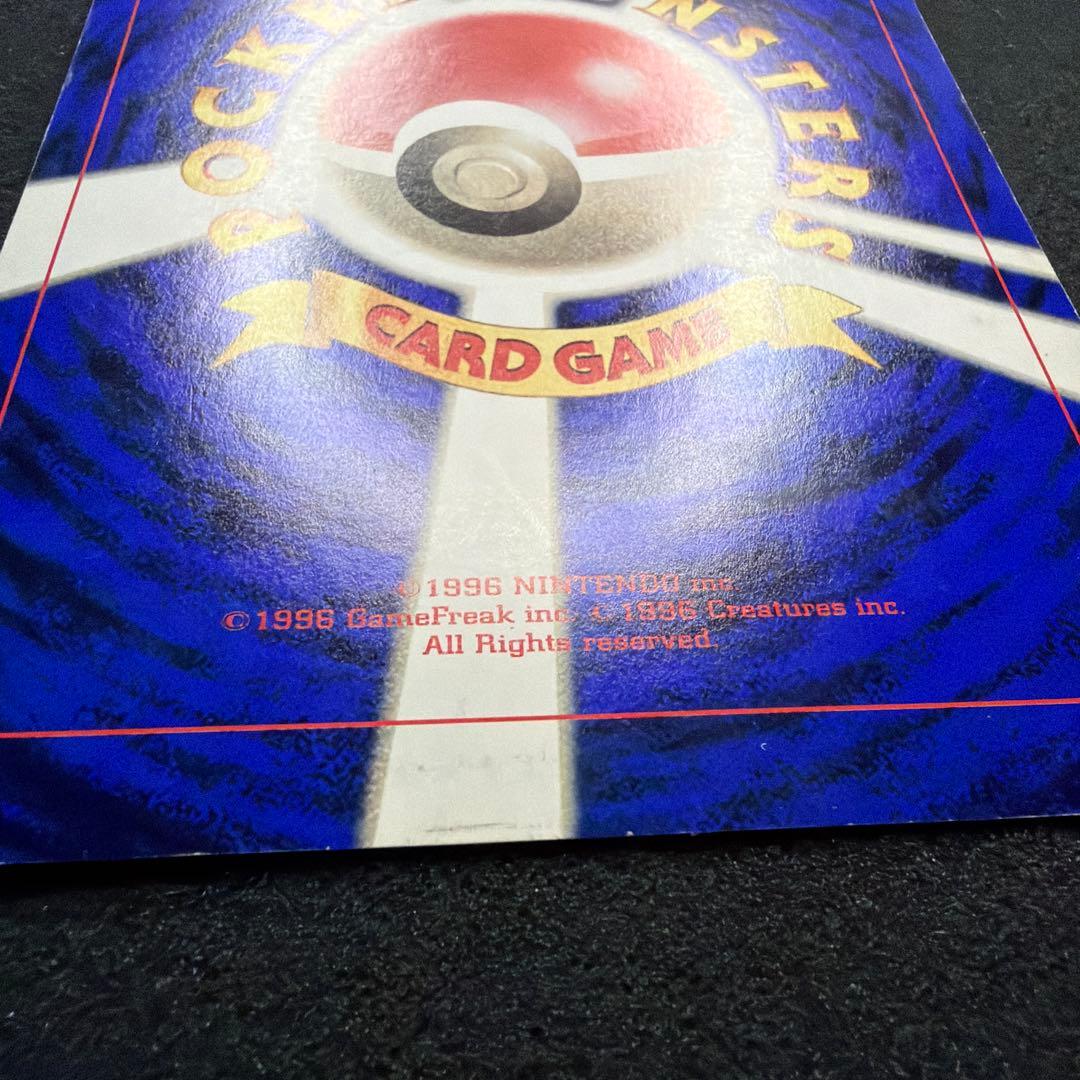 POCKE NSTERS
CARD GAME
©1996 NINTENDO inc.
©1996 GameFreak inc. © 1996 Creatures inc.
All Rights reserved.